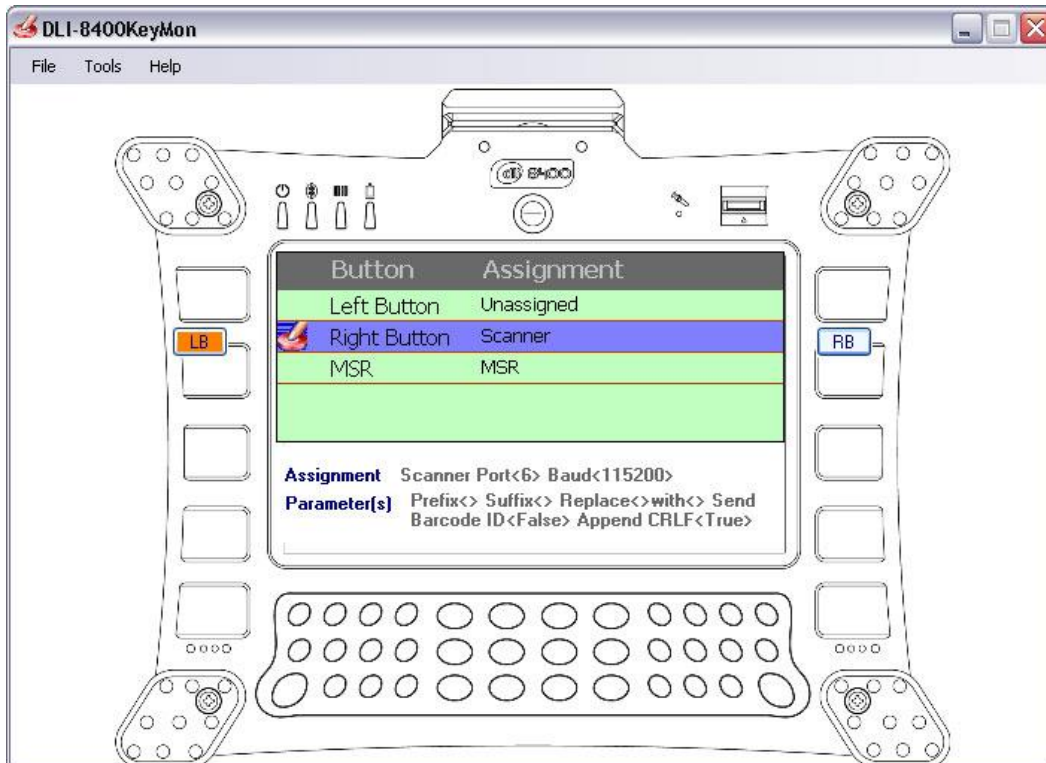 DLI-8400KeyMon
File Tools Help
dli 8400
Button Assignment
Left Button Unassigned
LB
Right Button Scanner
RB
MSR MSR
Assignment Scanner Port<6> Baud<115200>
Parameter(s) Prefix<> Suffix<> Replace<>with<> Send
Barcode ID<False> Append CRLF<True>